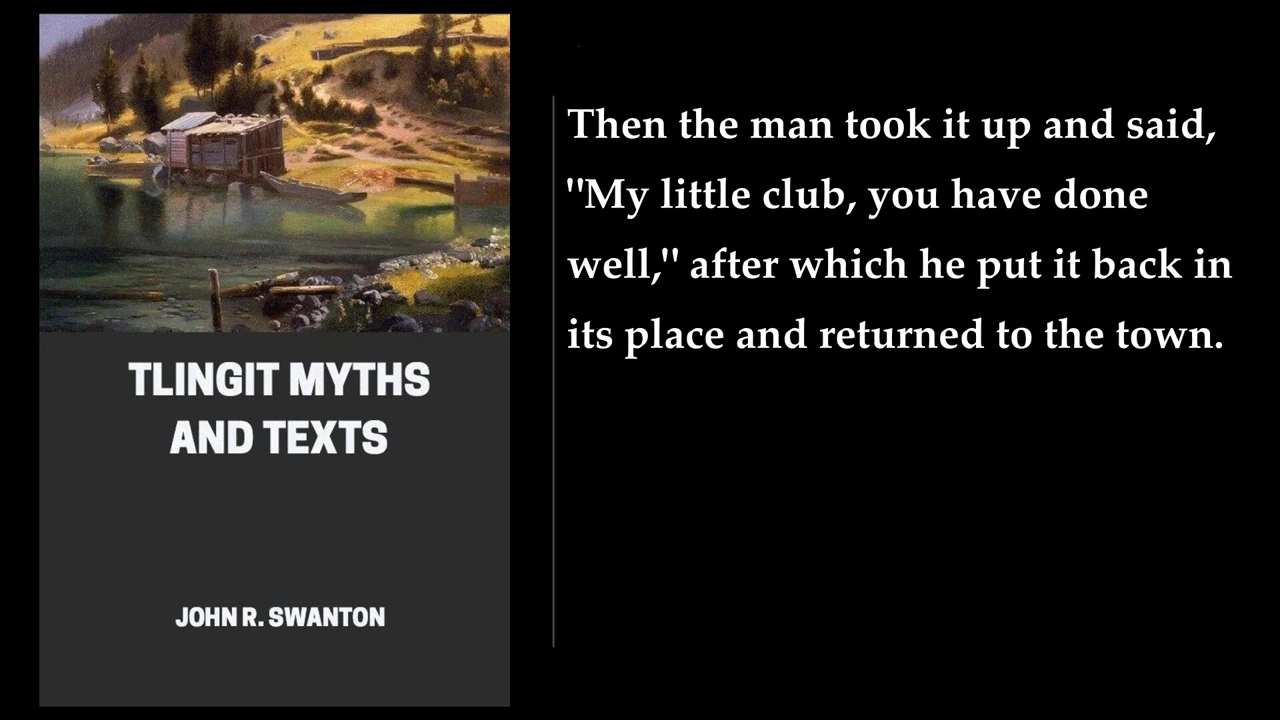 TLINGIT MYTHS
AND TEXTS
JOHN R. SWANTON
Then the man took it up and said,
"My little club, you have done
well," after which he put it back in
its place and returned to the town.